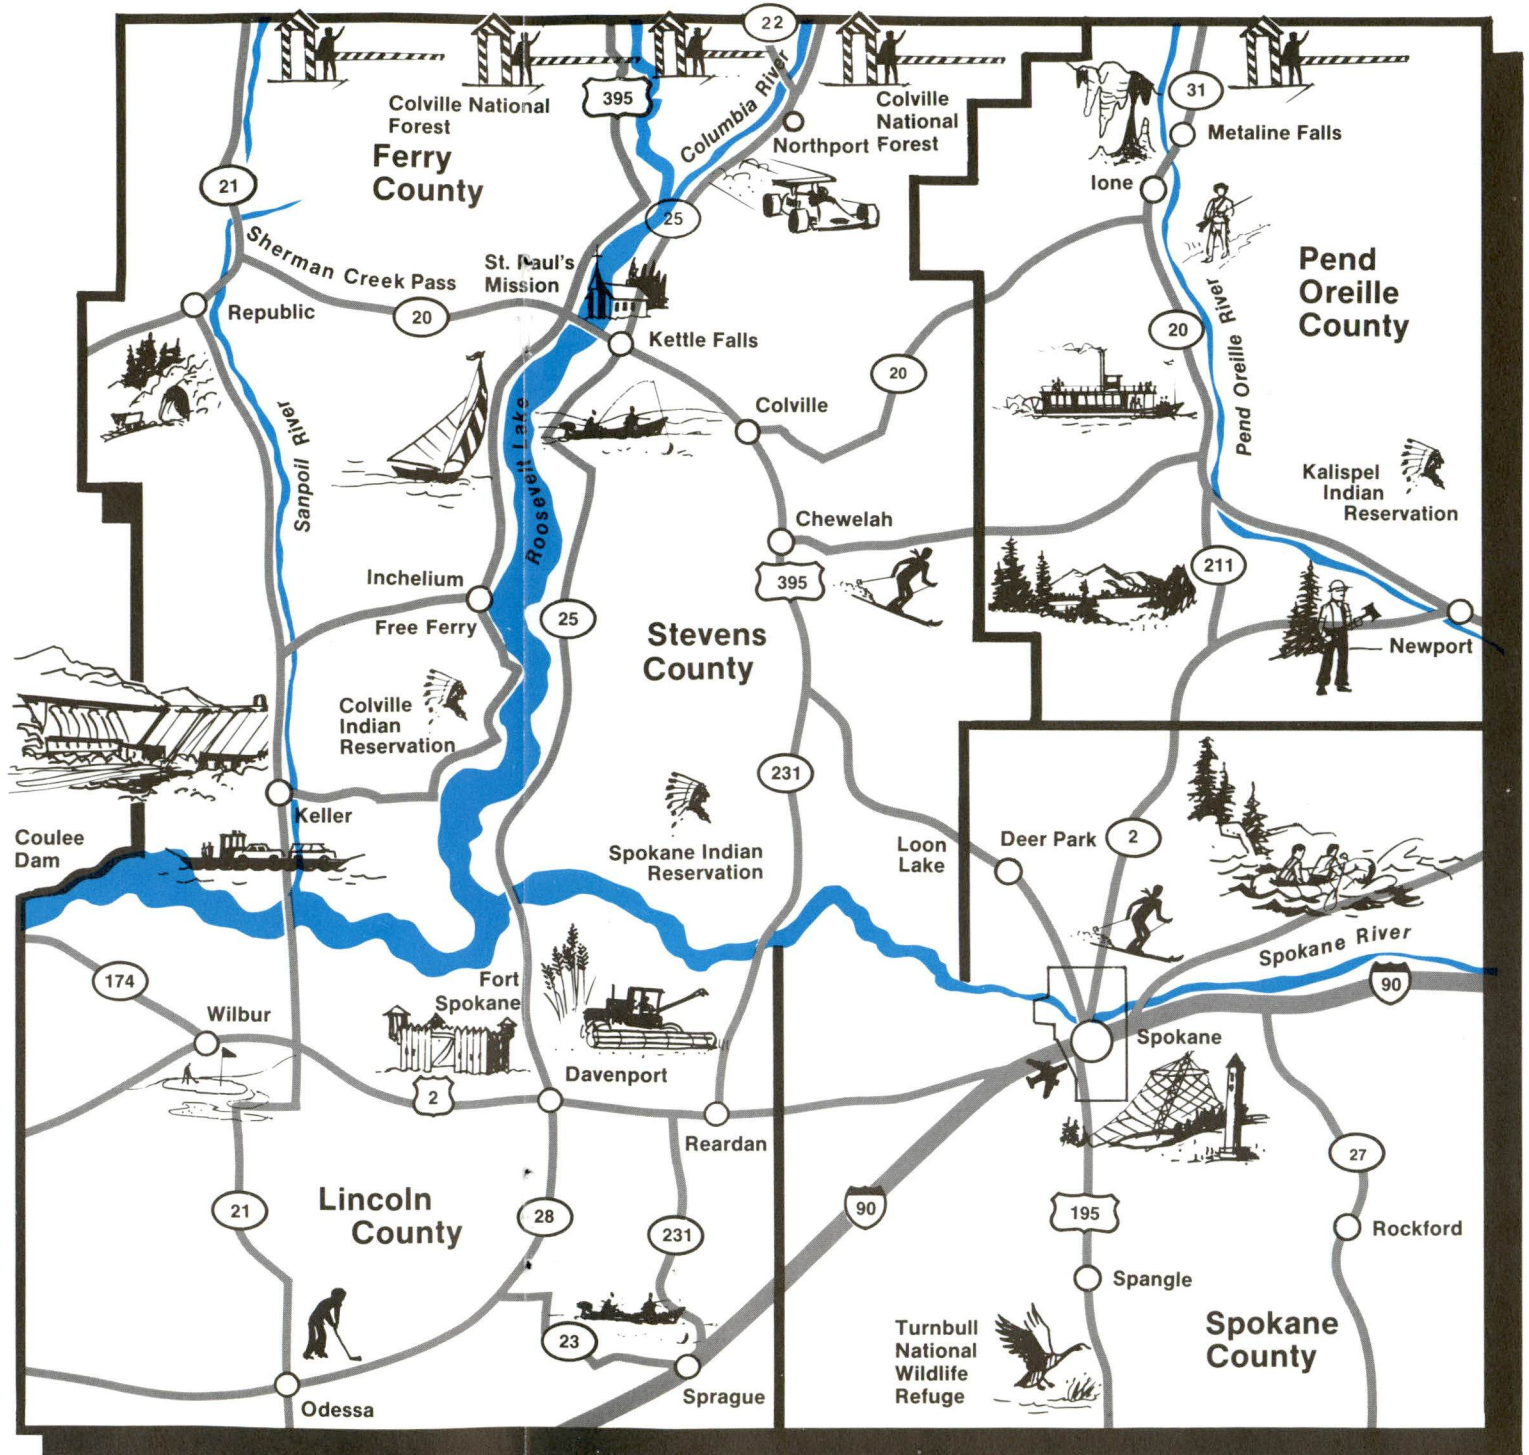 22
395
Colville National
Forest
Columbia River
Colville
National
Forest
Northport
31
Metaline Falls
Ione
Ferry
County
21
25
Sherman Creek Pass
St. Paul's
Mission
Pend
Oreille
County
Pend Oreille River
Republic
20
Kettle Falls
20
20
Colville
Sanpoil River
Roosevelt Lake
Kalispel
Indian
Reservation
Chewelah
395
211
Inchelium
Free Ferry
25
Stevens
County
Newport
Colville
Indian
Reservation
231
Keller
Coulee
Dam
Spokane Indian
Reservation
Loon
Lake
Deer Park
2
Spokane River
90
174
Fort
Spokane
Wilbur
Spokane
Davenport
2
Reardan
27
Lincoln
County
21
28
231
90
195
Rockford
Spangle
Spokane
County
23
Turnbull
National
Wildlife
Refuge
Sprague
Odessa